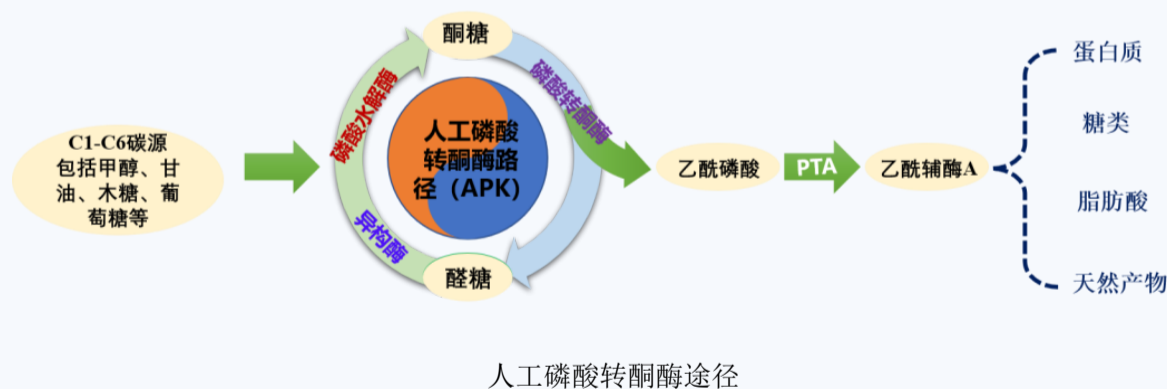 C1-C6碳源
包括甲醇、甘
油、木糖、葡
萄糖等
酮糖
磷酸水解酶
磷酸转酮酶
人工磷酸
转酮酶路
径（APK）
异构酶
醛糖
乙酰磷酸
PTA
乙酰辅酶A
蛋白质
糖类
脂肪酸
天然产物
人工磷酸转酮酶途径